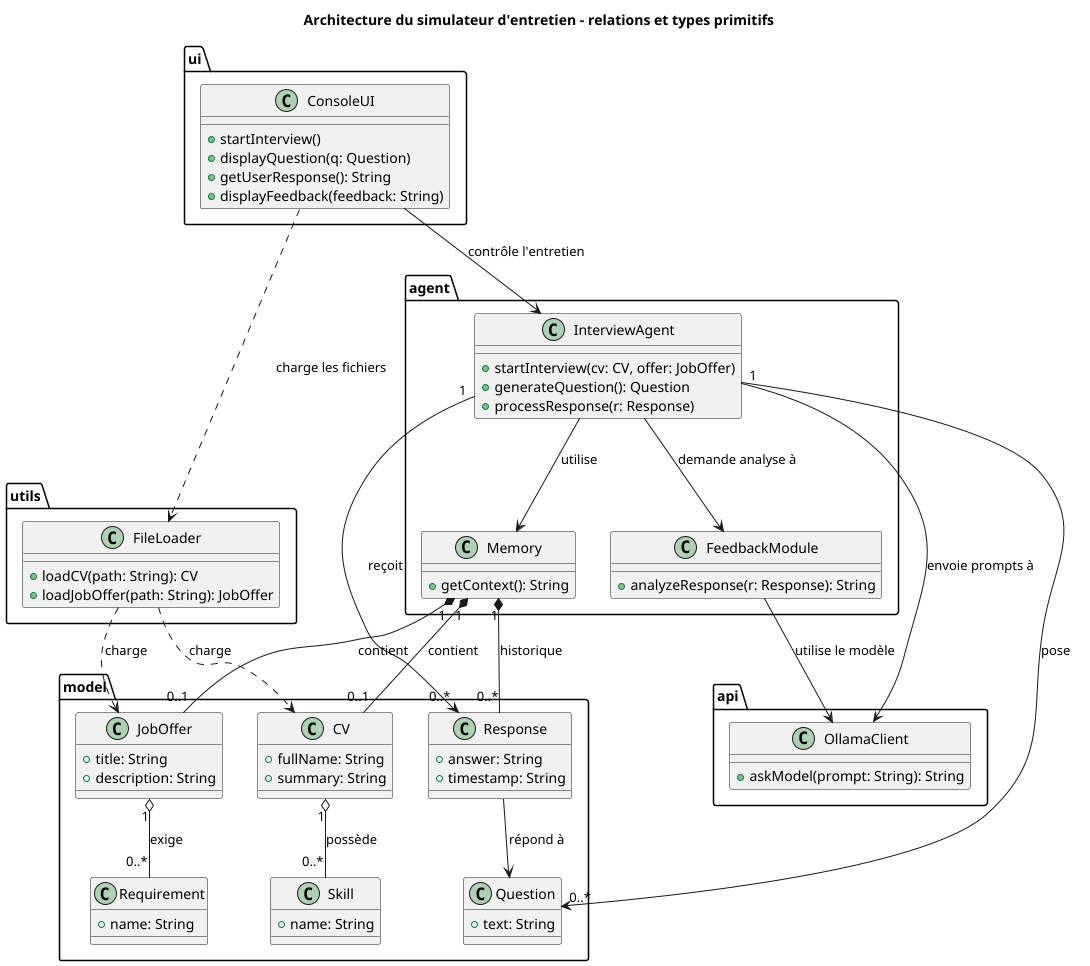 Architecture du simulateur d'entretien - relations et types primitifs
ui
C ConsoleUI
startInterview()
displayQuestion(q: Question)
getUserResponse(): String
displayFeedback(feedback: String)
contrôle l'entretien
agent
C InterviewAgent
startInterview(cv: CV, offer: JobOffer)
generateQuestion(): Question
processResponse(r: Response)
charge les fichiers
1
1
utilise
demande analyse à
utils
C FileLoader
loadCV(path: String): CV
loadJobOffer(path: String): JobOffer
C Memory
getContext(): String
C FeedbackModule
analyzeResponse(r: Response): String
reçoit
envoie prompts à
1
1
1
charge
charge
contient
contient
historique
utilise le modèle
pose
model
0..1
0..1
0..*
0..*
api
C JobOffer
title: String
description: String
C CV
fullName: String
summary: String
C Response
answer: String
timestamp: String
C OllamaClient
askModel(prompt: String): String
1
1
exige
possède
répond à
0..*
0..*
0..*
C Requirement
name: String
C Skill
name: String
C Question
text: String